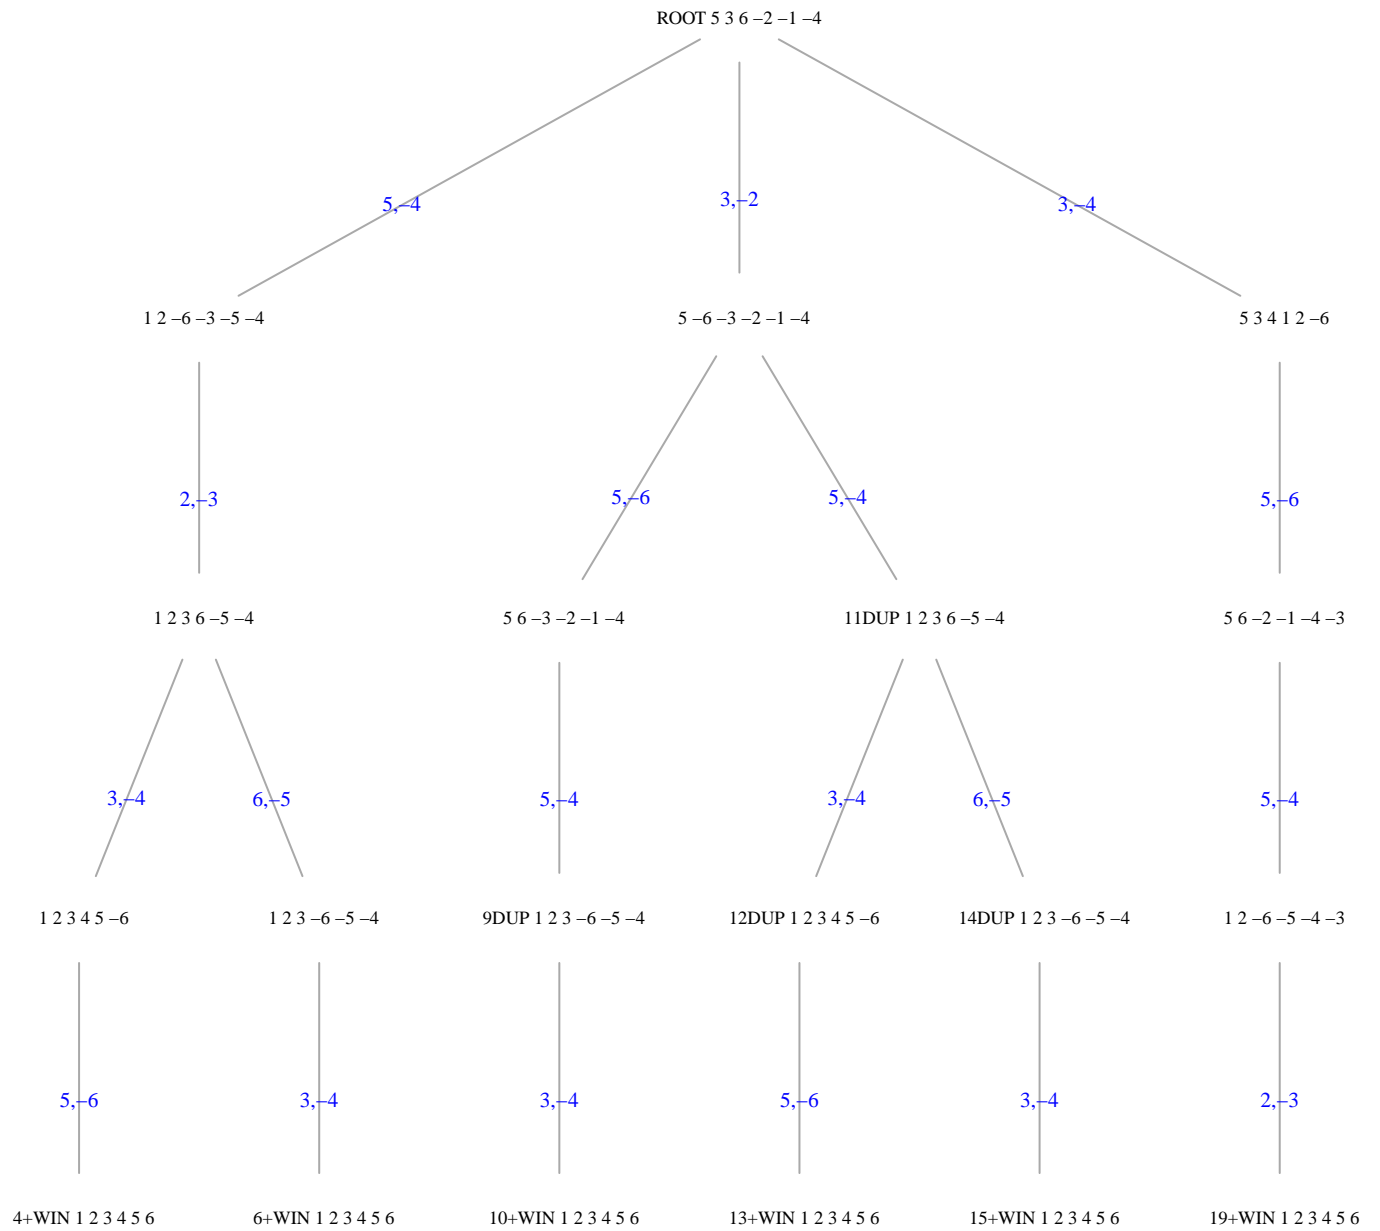 ROOT 5 3 6 –2 –1 –4
5,–4
3,–2
3,–4
1 2 –6 –3 –5 –4
5 –6 –3 –2 –1 –4
5 3 4 1 2 –6
2,–3
5,–6
5,–4
5,–6
1 2 3 6 –5 –4
5 6 –3 –2 –1 –4
11DUP 1 2 3 6 –5 –4
5 6 –2 –1 –4 –3
3,–4
6,–5
5,–4
3,–4
6,–5
5,–4
1 2 3 4 5 –6
1 2 3 –6 –5 –4
9DUP 1 2 3 –6 –5 –4
12DUP 1 2 3 4 5 –6
14DUP 1 2 3 –6 –5 –4
1 2 –6 –5 –4 –3
5,–6
3,–4
3,–4
5,–6
3,–4
2,–3
4+WIN 1 2 3 4 5 6
6+WIN 1 2 3 4 5 6
10+WIN 1 2 3 4 5 6
13+WIN 1 2 3 4 5 6
15+WIN 1 2 3 4 5 6
19+WIN 1 2 3 4 5 6